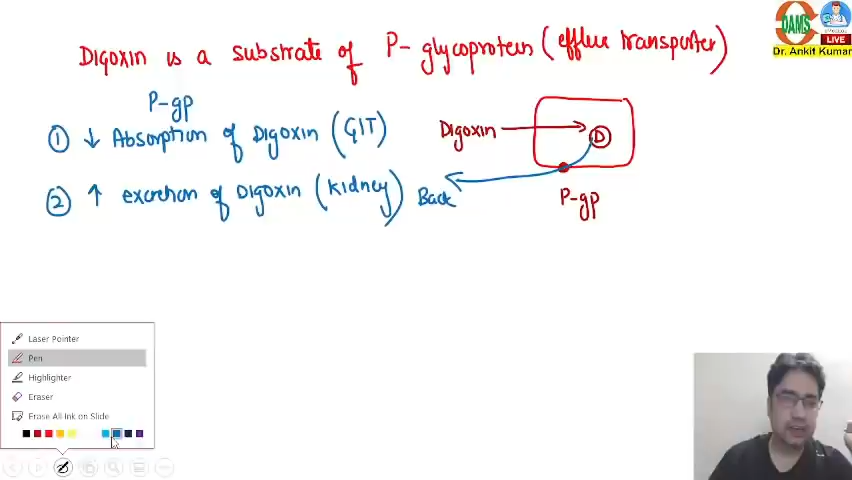 Digoxin is a substrate of P-glycoprotein (efflux transporter)
P-gp
① ↓ Absorption of Digoxin (GIT)
② ↑ excretion of Digoxin (Kidney)
Digoxin
D
Back
P-gp
DAMS
LIVE
Dr. Ankit Kumar
Laser Pointer
Pen
Highlighter
Eraser
Erase All Ink on Slide